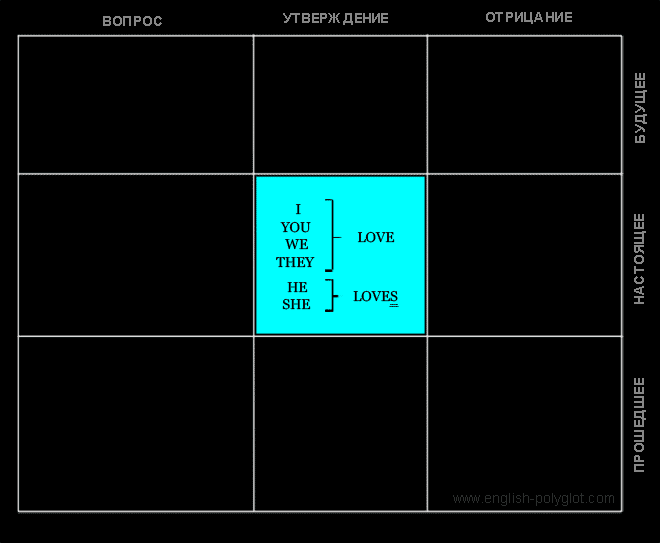 ВОПРОС
УТВЕРЖДЕНИЕ
ОТРИЦАНИЕ
БУДУЩЕЕ
I
YOU
WE
THEY
LOVE
HE
SHE
LOVES
НАСТОЯЩЕЕ
ПРОШЕДШЕЕ
www.english-polyglot.com